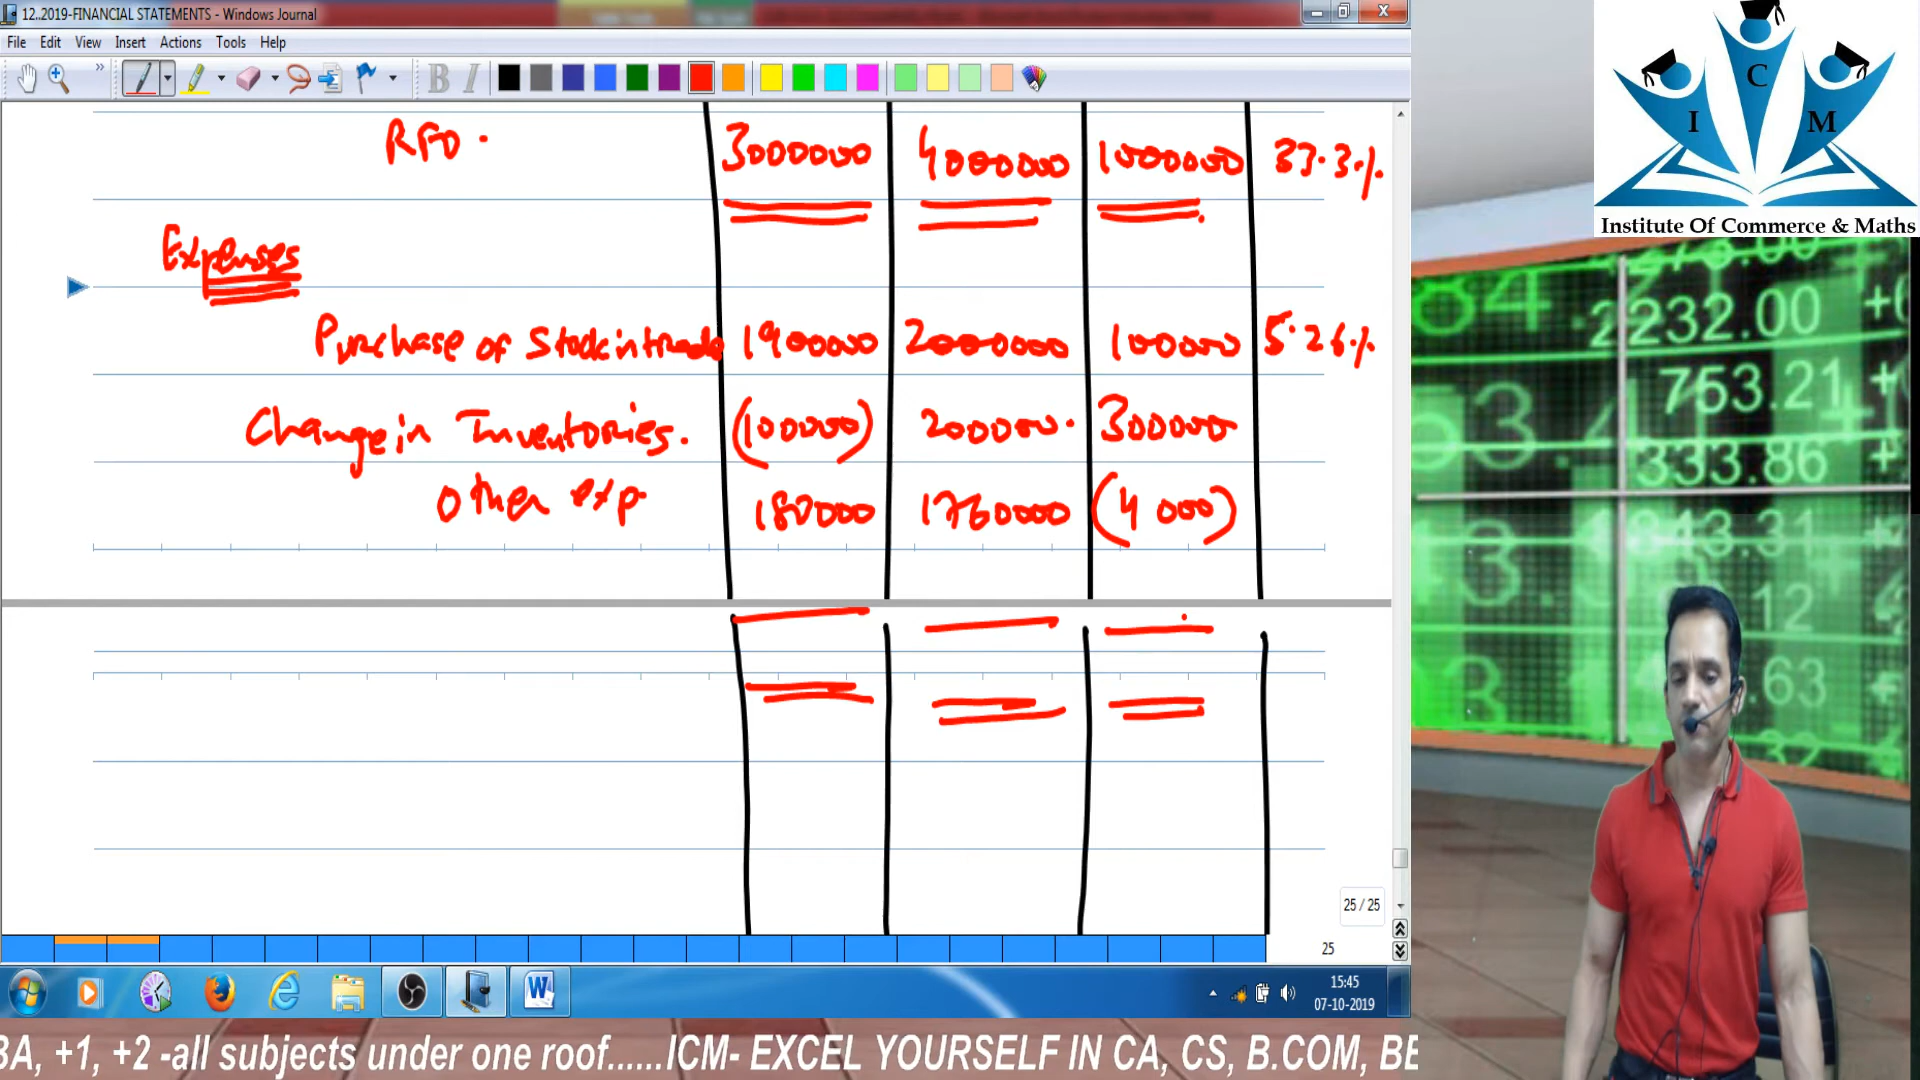 12..2019-FINANCIAL STATEMENTS - Windows Journal
File Edit View Insert Actions Tools Help
B I
RFO. 3000000 4000000 1000000 33.3%
Expenses
Purchase of Stock in trade 1900000 2000000 100000 5.26%
Change in Inventories. (100000) 200000. 300000
Other exp. 180000 1760000 (4000)
25 / 25
25
15:45
07-10-2019
I C M
Institute Of Commerce & Maths
2232.00
753.21
333.86
BA, +1, +2 -all subjects under one roof......ICM- EXCEL YOURSELF IN CA, CS, B.COM, BE